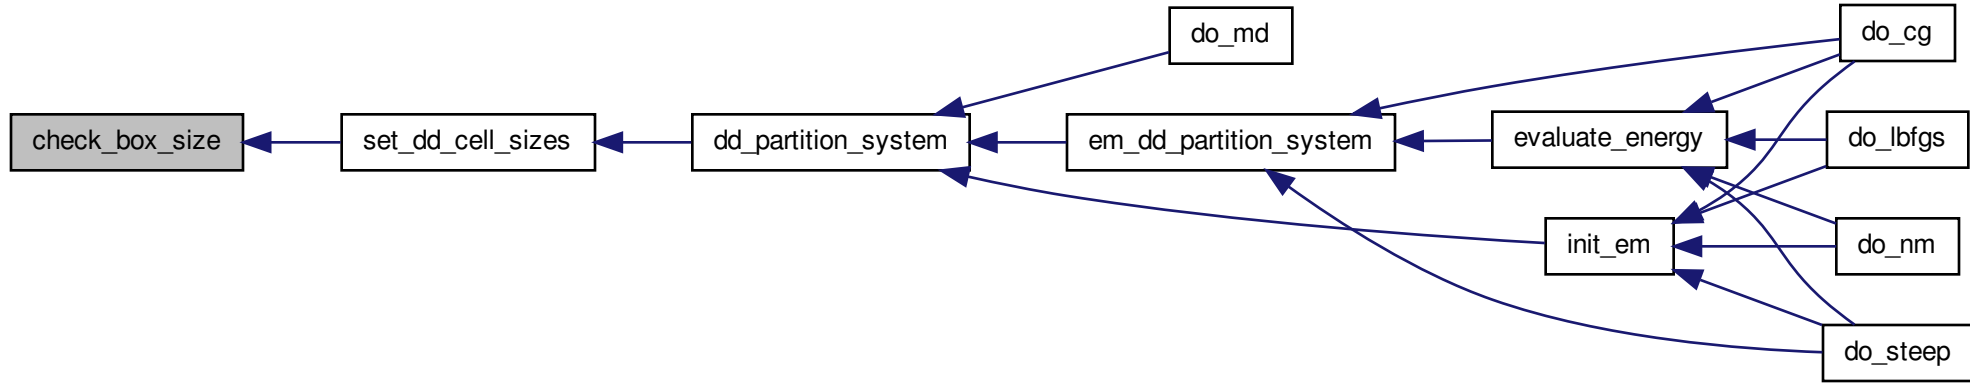 check_box_size
set_dd_cell_sizes
dd_partition_system
do_md
em_dd_partition_system
evaluate_energy
init_em
do_cg
do_lbfgs
do_nm
do_steep